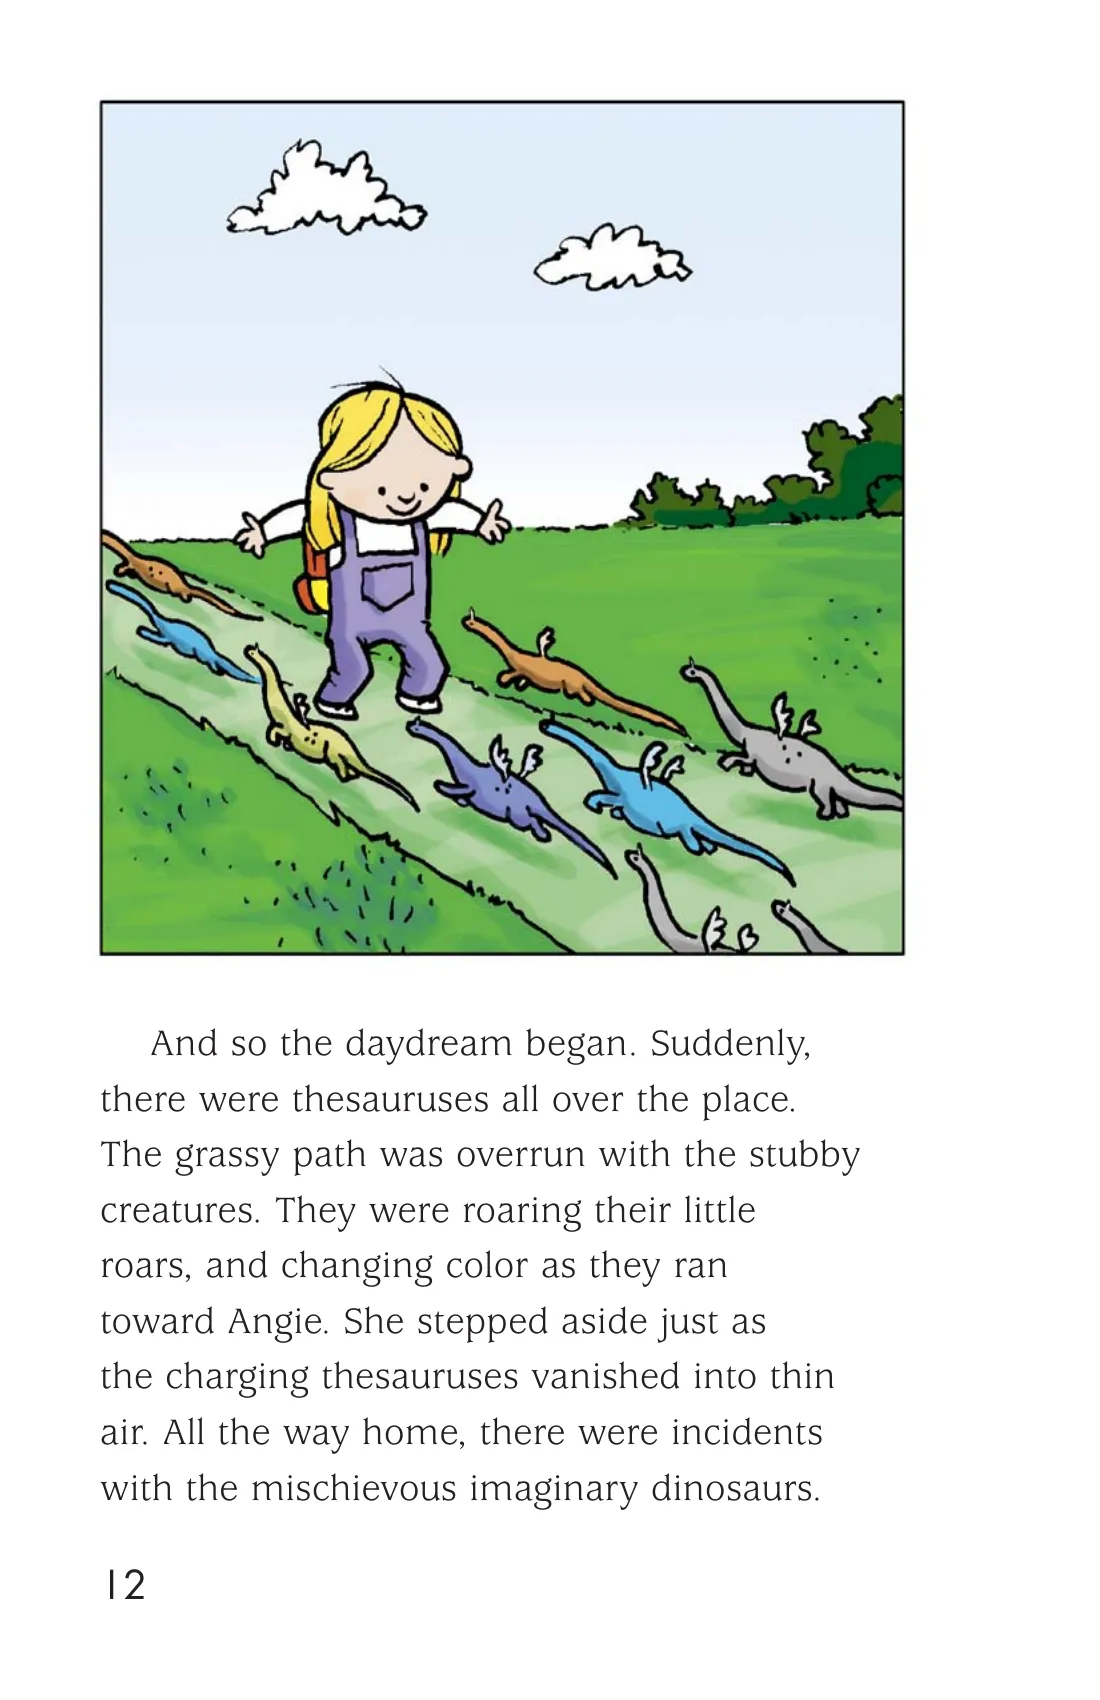 And so the daydream began. Suddenly,
there were thesauruses all over the place.
The grassy path was overrun with the stubby
creatures. They were roaring their little
roars, and changing color as they ran
toward Angie. She stepped aside just as
the charging thesauruses vanished into thin
air. All the way home, there were incidents
with the mischievous imaginary dinosaurs.
12